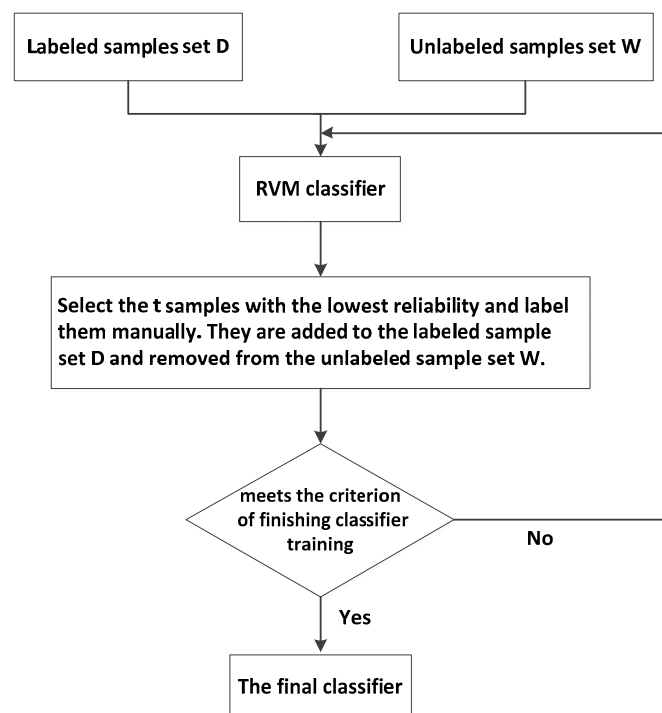 Labeled samples set D
Unlabeled samples set W
RVM classifier
Select the t samples with the lowest reliability and label
them manually. They are added to the labeled sample
set D and removed from the unlabeled sample set W.
meets the criterion
of finishing classifier
training
No
Yes
The final classifier